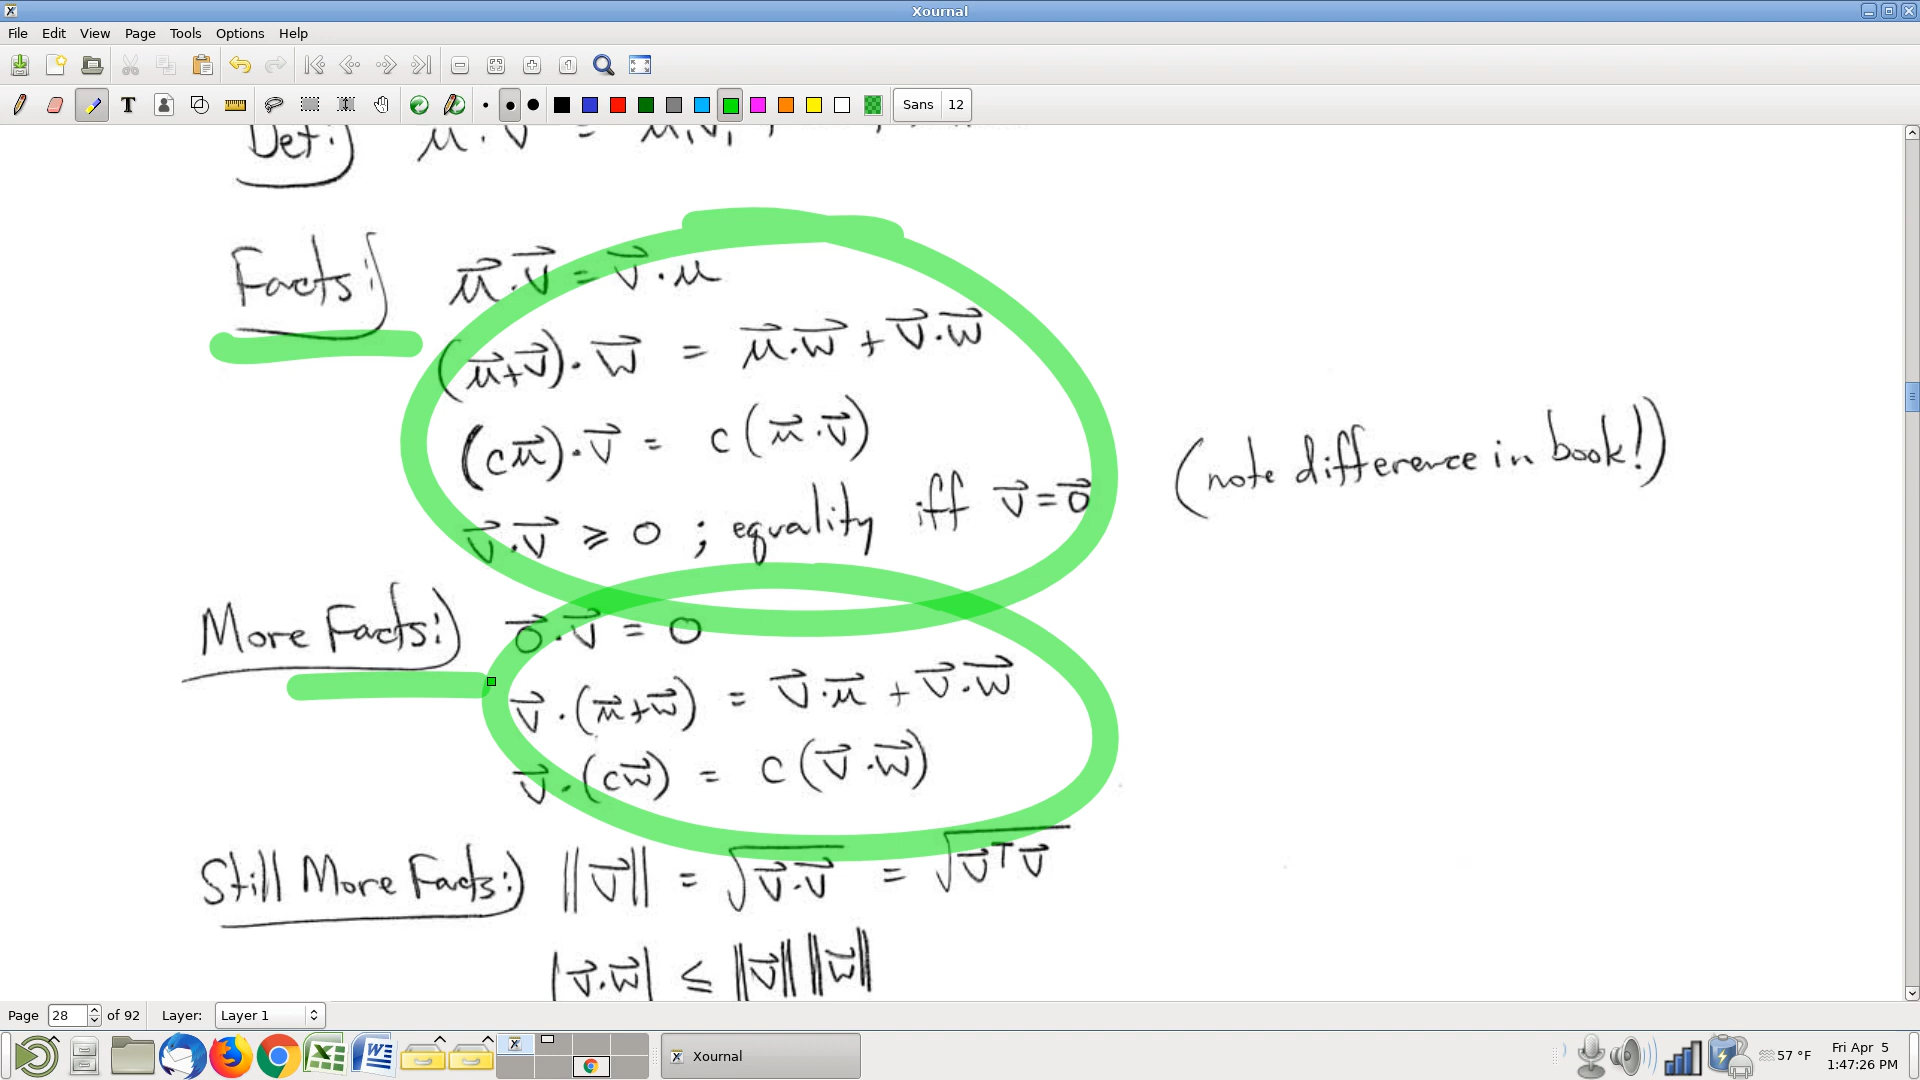 Xournal
File Edit View Page Tools Options Help
Sans 12
Def:)
Facts:) μ⃗·v⃗ = v⃗·μ
(μ⃗+v⃗)·w⃗ = μ⃗·w⃗ + v⃗·w⃗
(cμ⃗)·v⃗ = c(μ⃗·v⃗)
(note difference in book!)
v⃗·v⃗ ≥ 0 ; equality iff v⃗=0⃗
More Facts:) 0⃗·v⃗ = 0
v⃗·(μ⃗+w⃗) = v⃗·μ⃗ + v⃗·w⃗
v⃗·(cw⃗) = c(v⃗·w⃗)
Still More Facts:) ||v⃗|| = √v⃗·v⃗ = √v⃗ᵀv⃗
|v⃗·w⃗| ≤ ||v⃗|| ||w⃗||
Page 28 of 92 Layer: Layer 1
Xournal
57 °F
Fri Apr 5
1:47:26 PM